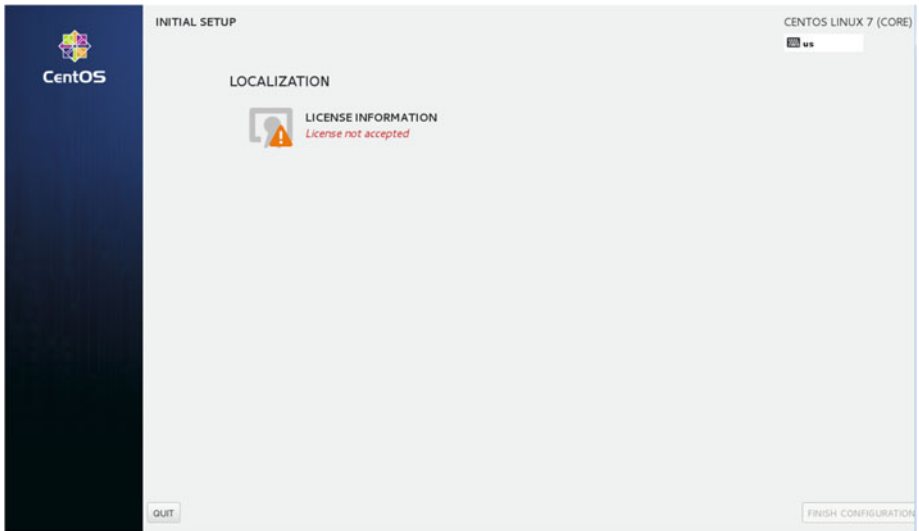 INITIAL SETUP
CENTOS LINUX 7 (CORE)
us
CentOS
LOCALIZATION
LICENSE INFORMATION
License not accepted
QUIT
FINISH CONFIGURATION